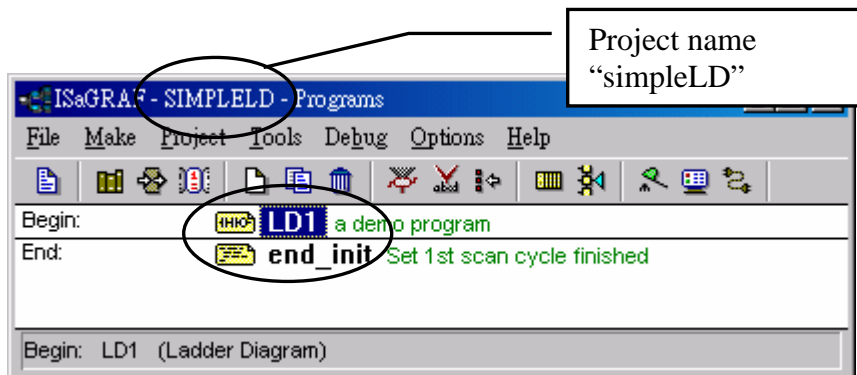 Project name
“simpleLD”
ISaGRAF - SIMPLELD - Programs
File Make Project Tools Debug Options Help
Begin: LD1 a demo program
End: end_init Set 1st scan cycle finished
Begin: LD1 (Ladder Diagram)